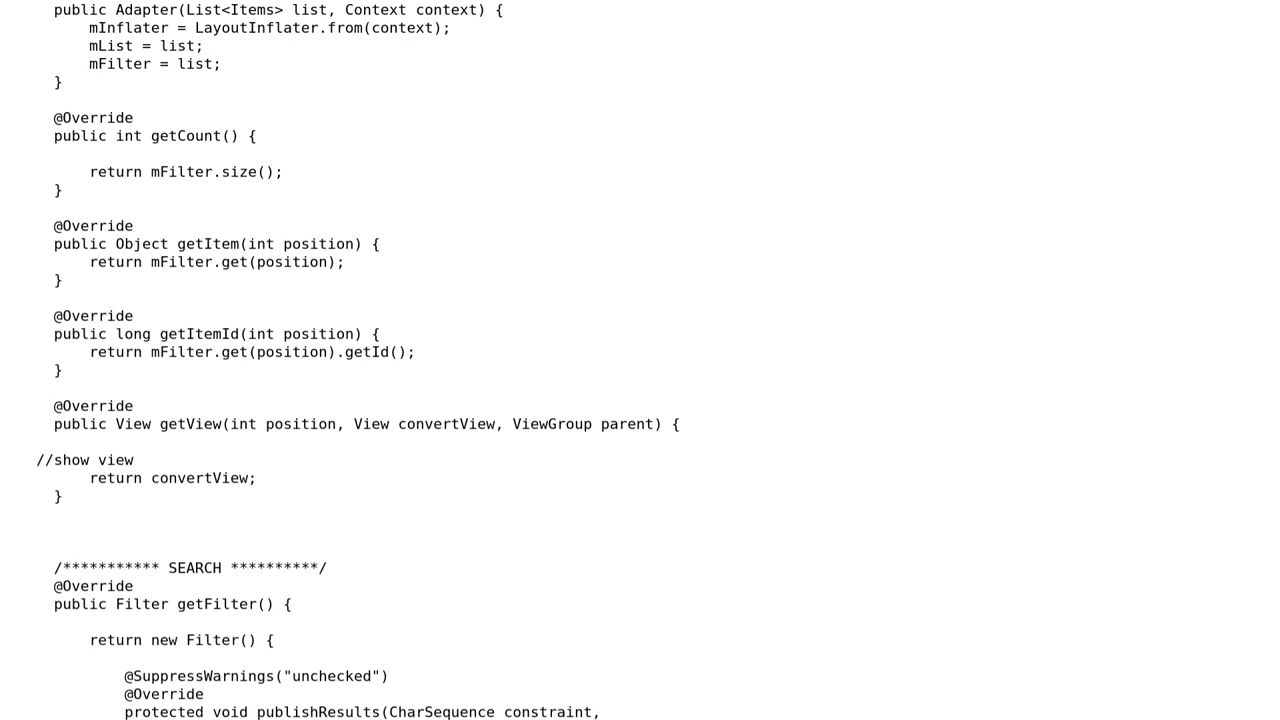 public Adapter(List<Items> list, Context context) {
mInflater = LayoutInflater.from(context);
mList = list;
mFilter = list;
}
@Override
public int getCount() {
return mFilter.size();
}
@Override
public Object getItem(int position) {
return mFilter.get(position);
}
@Override
public long getItemId(int position) {
return mFilter.get(position).getId();
}
@Override
public View getView(int position, View convertView, ViewGroup parent) {
//show view
return convertView;
}
/*********** SEARCH **********/
@Override
public Filter getFilter() {
return new Filter() {
@SuppressWarnings("unchecked")
@Override
protected void publishResults(CharSequence constraint,